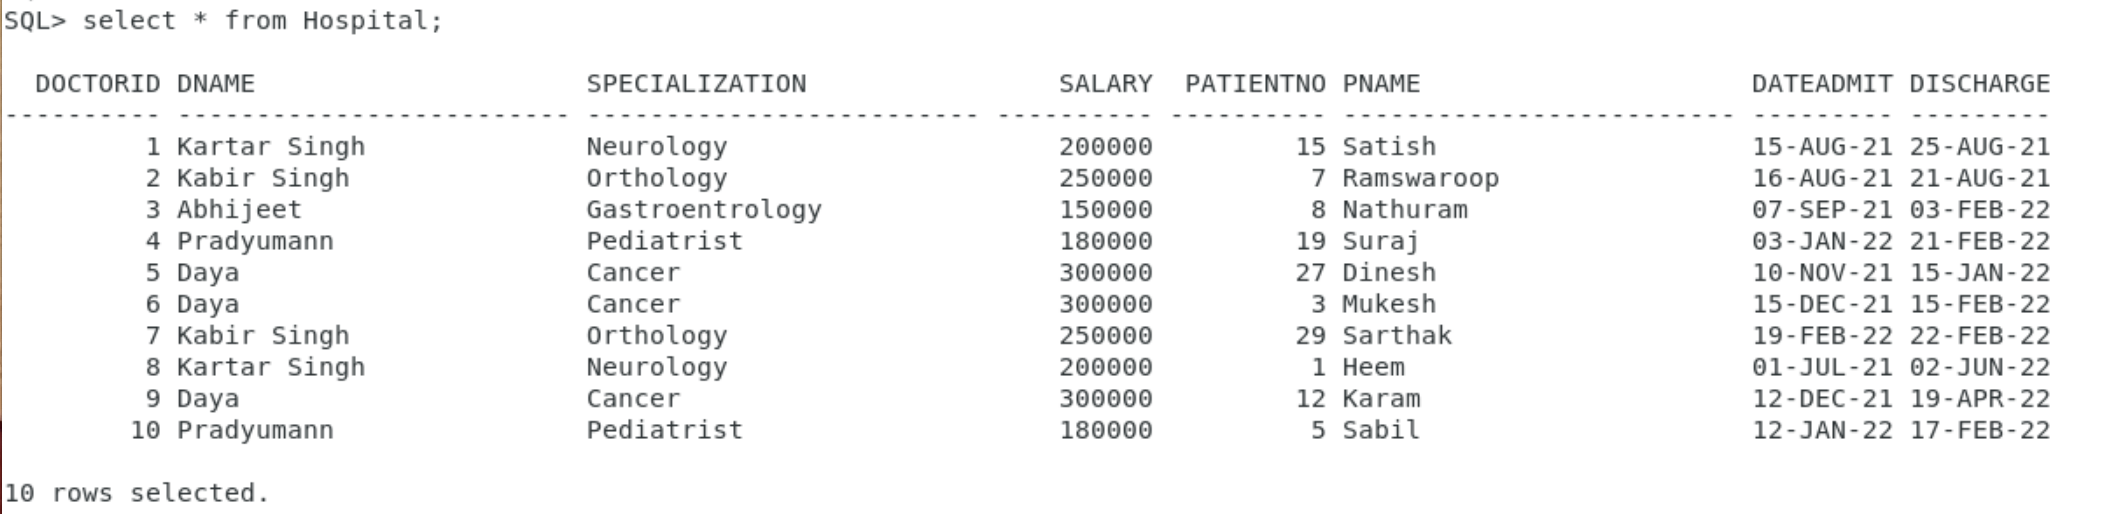 SQL> select * from Hospital;
DOCTORID DNAME SPECIALIZATION SALARY PATIENTNO PNAME DATEADMIT DISCHARGE
---------- ------------------------- ------------------------- ---------- ---------- ------------------------- --------- ---------
1 Kartar Singh Neurology 200000 15 Satish 15-AUG-21 25-AUG-21
2 Kabir Singh Orthology 250000 7 Ramswaroop 16-AUG-21 21-AUG-21
3 Abhijeet Gastroentrology 150000 8 Nathuram 07-SEP-21 03-FEB-22
4 Pradyumann Pediatrist 180000 19 Suraj 03-JAN-22 21-FEB-22
5 Daya Cancer 300000 27 Dinesh 10-NOV-21 15-JAN-22
6 Daya Cancer 300000 3 Mukesh 15-DEC-21 15-FEB-22
7 Kabir Singh Orthology 250000 29 Sarthak 19-FEB-22 22-FEB-22
8 Kartar Singh Neurology 200000 1 Heem 01-JUL-21 02-JUN-22
9 Daya Cancer 300000 12 Karam 12-DEC-21 19-APR-22
10 Pradyumann Pediatrist 180000 5 Sabil 12-JAN-22 17-FEB-22
10 rows selected.